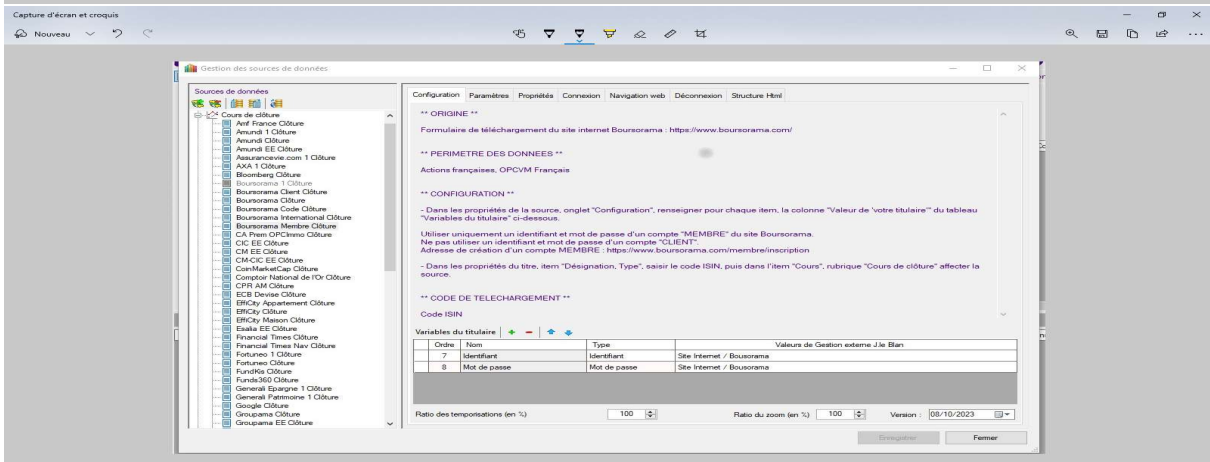 Capture d'écran et croquis
Nouveau
Gestion des sources de données
Sources de données
Cours de clôture
Amf France Clôture
Amundi 1 Clôture
Amundi Clôture
Amundi EE Clôture
Assurancevie.com 1 Clôture
AXA 1 Clôture
Bloomberg Clôture
Boursorama 1 Clôture
Boursorama Client Clôture
Boursorama Clôture
Boursorama Code Clôture
Boursorama International Clôture
Boursorama Membre Clôture
CA Prem OPCImmo Clôture
CIC EE Clôture
CM EE Clôture
CM-CIC EE Clôture
CoinMarketCap Clôture
Comptoir National de l'Or Clôture
CPR AM Clôture
ECB Devise Clôture
EffiCity Appartement Clôture
EffiCity Clôture
EffiCity Maison Clôture
Esalia EE Clôture
Financial Times Clôture
Financial Times Nav Clôture
Fortuneo 1 Clôture
Fortuneo Clôture
FundKis Clôture
Funds360 Clôture
Generali Epargne 1 Clôture
Generali Patrimoine 1 Clôture
Google Clôture
Groupama Clôture
Groupama EE Clôture
Configuration Paramètres Propriétés Connexion Navigation web Déconnexion Structure Html
** ORIGINE **
Formulaire de téléchargement du site internet Boursorama : https://www.boursorama.com/
** PERIMETRE DES DONNEES **
Actions françaises, OPCVM Français
** CONFIGURATION **
- Dans les propriétés de la source, onglet "Configuration", renseigner pour chaque item, la colonne "Valeur de 'votre titulaire'" du tableau
"Variables du titulaire" ci-dessous.
Utiliser uniquement un identifiant et mot de passe d'un compte "MEMBRE" du site Boursorama.
Ne pas utiliser un identifiant et mot de passe d'un compte "CLIENT".
Adresse de création d'un compte MEMBRE : https://www.boursorama.com/membre/inscription
- Dans les propriétés du titre, item "Désignation, Type", saisir le code ISIN, puis dans l'item "Cours", rubrique "Cours de clôture" affecter la
source.
** CODE DE TELECHARGEMENT **
Code ISIN
Variables du titulaire
Ordre Nom Type Valeurs de Gestion externe J.le Blan
7 Identifiant Identifiant Site Internet / Bousorama
8 Mot de passe Mot de passe Site Internet / Bousorama
Ratio des temporisations (en %) 100 Ratio du zoom (en %) 100 Version : 08/10/2023
Enregistrer Fermer